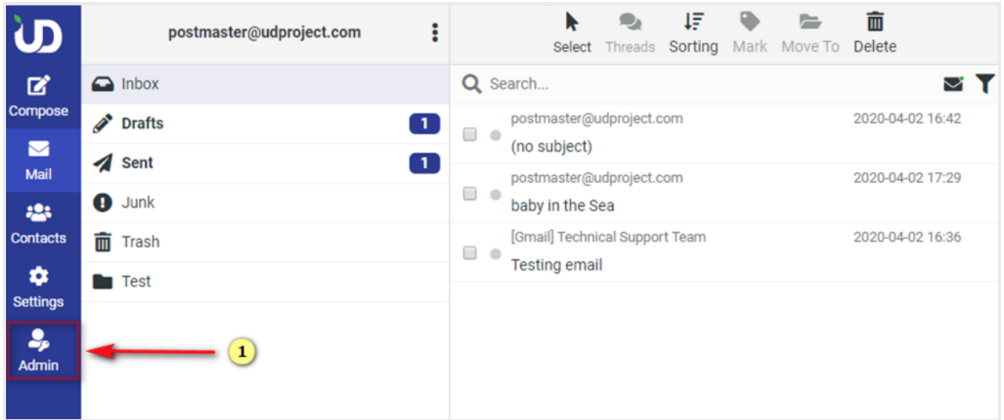 UD
Compose
Mail
Contacts
Settings
Admin
postmaster@udproject.com
Inbox
Drafts 1
Sent 1
Junk
Trash
Test
1
Select Threads Sorting Mark Move To Delete
Search...
postmaster@udproject.com 2020-04-02 16:42
(no subject)
postmaster@udproject.com 2020-04-02 17:29
baby in the Sea
[Gmail] Technical Support Team 2020-04-02 16:36
Testing email